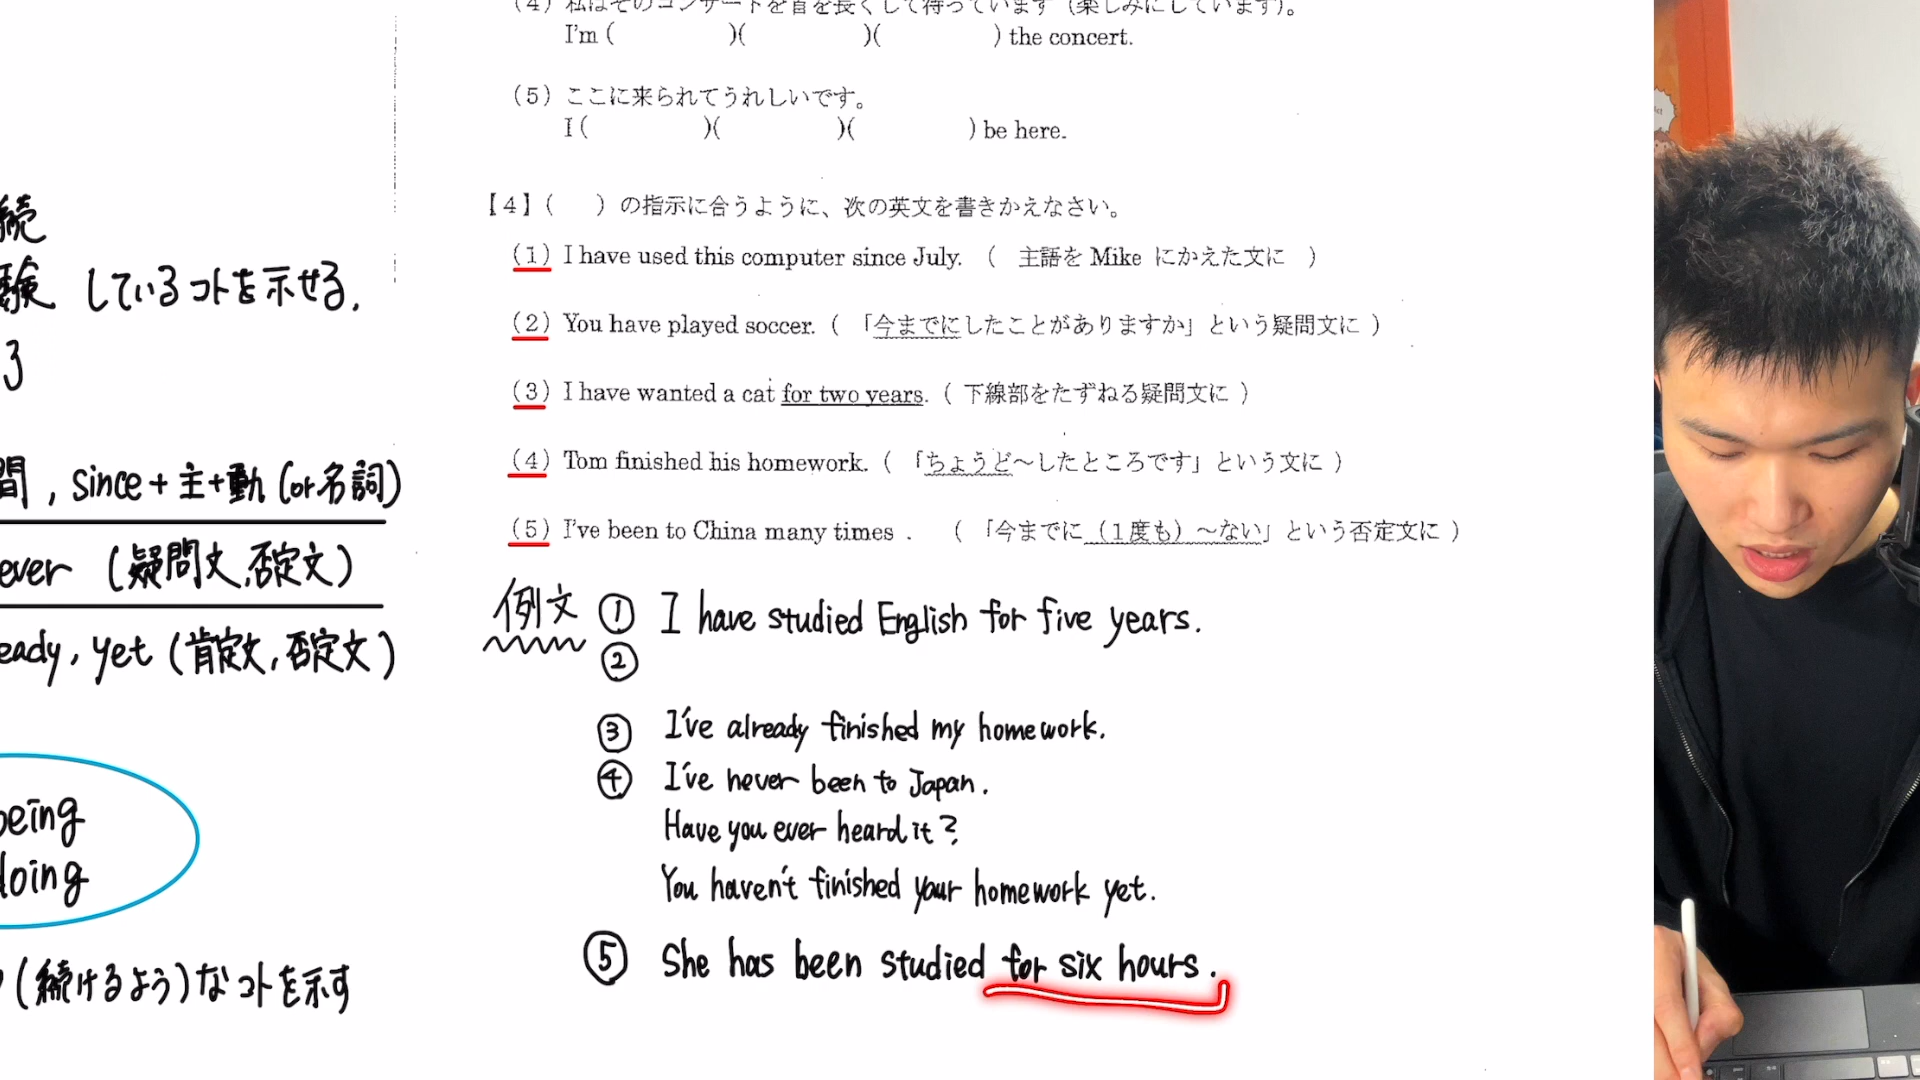 (4) 私はそのコンサートを首を長くして待っています（楽しみにしています）。
I'm (　　　)(　　　)(　　　) the concert.
(5) ここに来られてうれしいです。
I (　　　)(　　　)(　　　) be here.
【4】(　　) の指示に合うように、次の英文を書きかえなさい。
(1) I have used this computer since July. (　主語を Mike にかえた文に　)
(2) You have played soccer. (「今までにしたことがありますか」という疑問文に )
(3) I have wanted a cat for two years. ( 下線部をたずねる疑問文に )
(4) Tom finished his homework. (「ちょうど〜したところです」という文に )
(5) I've been to China many times . (「今までに（1度も）〜ない」という否定文に )
続
験 しているコトを示せる.
る
間, since+主+動(or名詞)
ever (疑問文,否定文)
eady, yet (肯定文,否定文)
being
doing
(続けるよう)なコトを示す
例文 ① I have studied English for five years.
②
③ I've already finished my homework.
④ I've never been to Japan.
Have you ever heard it?
You haven't finished your homework yet.
⑤ She has been studied for six hours.